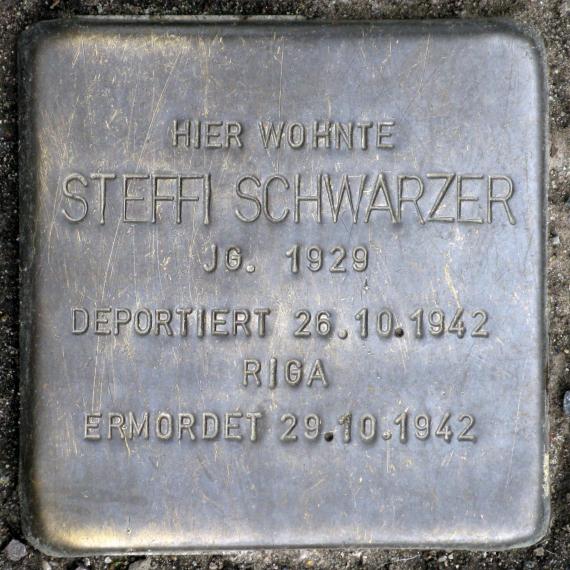 HIER WOHNTE
STEFFI SCHWARZER
JG. 1929
DEPORTIERT 26.10.1942
RIGA
ERMORDET 29.10.1942